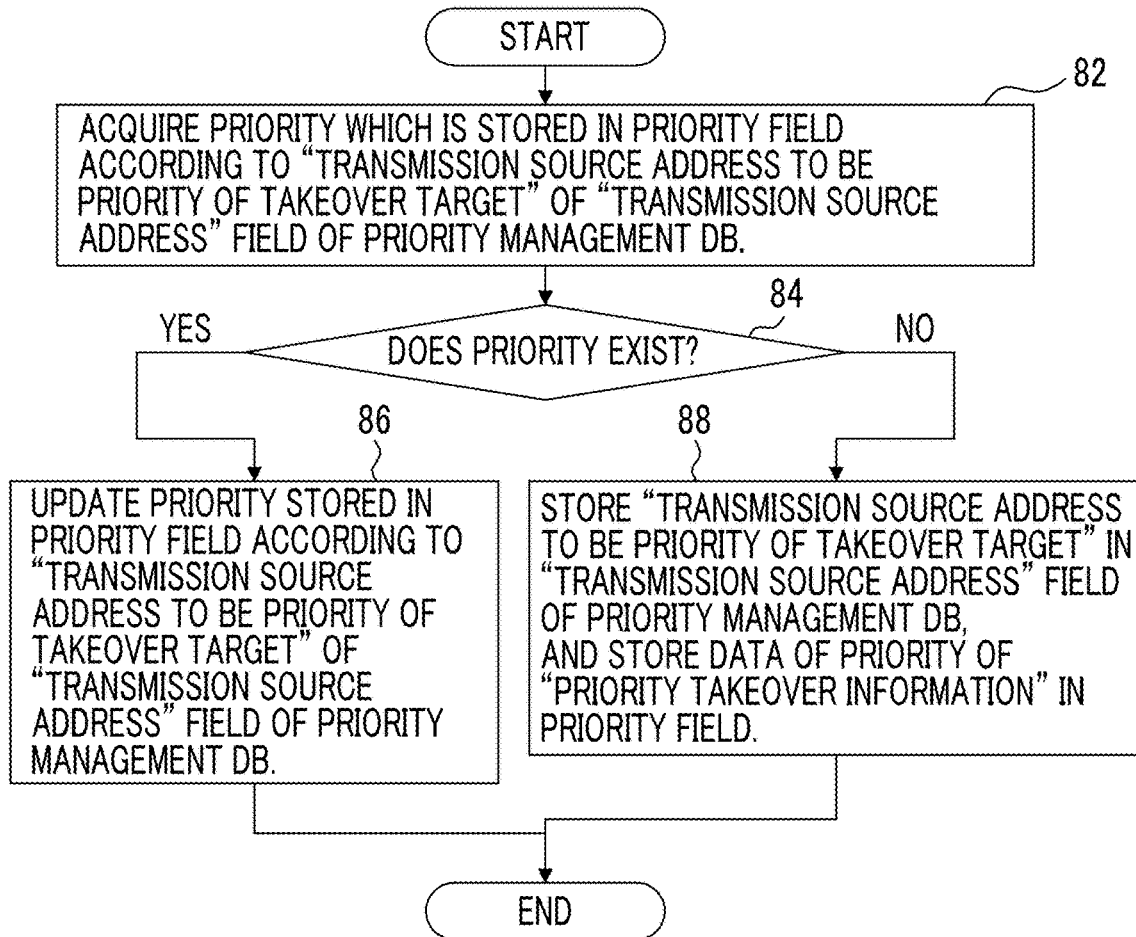 START
82
ACQUIRE PRIORITY WHICH IS STORED IN PRIORITY FIELD
ACCORDING TO “TRANSMISSION SOURCE ADDRESS TO BE
PRIORITY OF TAKEOVER TARGET” OF “TRANSMISSION SOURCE
ADDRESS” FIELD OF PRIORITY MANAGEMENT DB.
84
YES
DOES PRIORITY EXIST?
NO
86
UPDATE PRIORITY STORED IN
PRIORITY FIELD ACCORDING TO
“TRANSMISSION SOURCE
ADDRESS TO BE PRIORITY OF
TAKEOVER TARGET” OF
“TRANSMISSION SOURCE
ADDRESS” FIELD OF PRIORITY
MANAGEMENT DB.
88
STORE “TRANSMISSION SOURCE ADDRESS
TO BE PRIORITY OF TAKEOVER TARGET” IN
“TRANSMISSION SOURCE ADDRESS” FIELD
OF PRIORITY MANAGEMENT DB,
AND STORE DATA OF PRIORITY OF
“PRIORITY TAKEOVER INFORMATION” IN
PRIORITY FIELD.
END